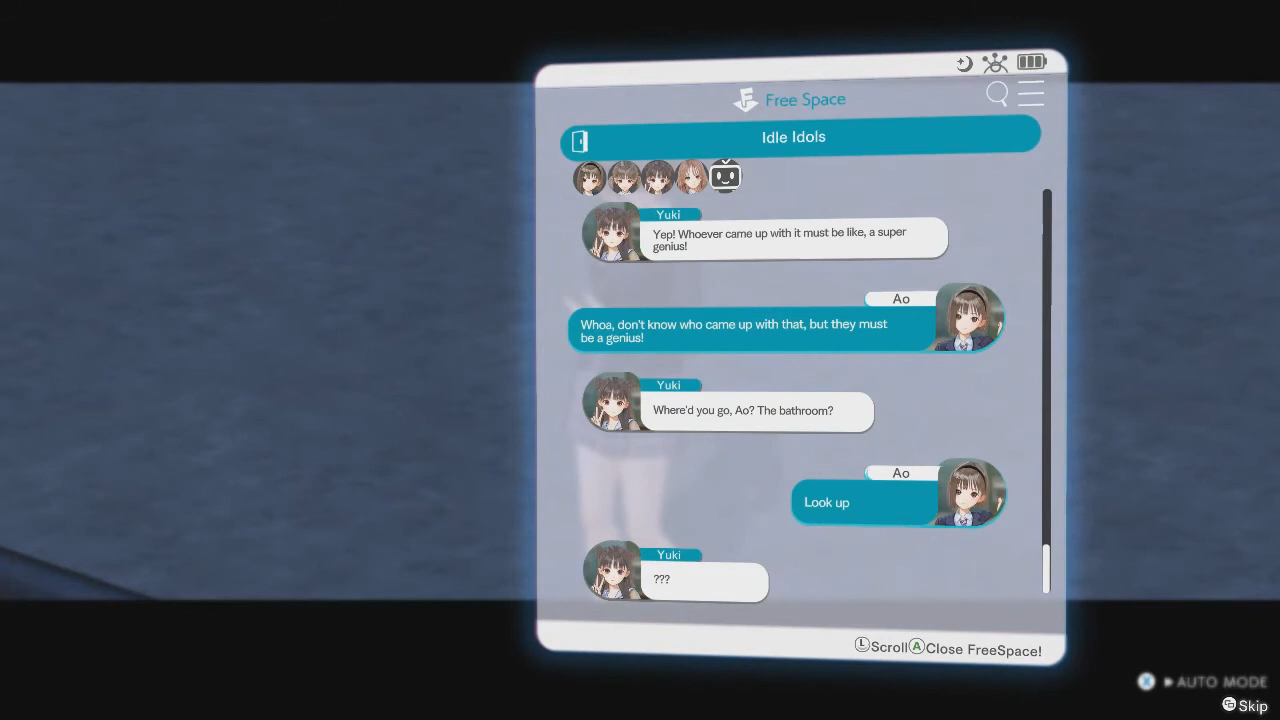 Free Space
Idle Idols
Yuki
Yep! Whoever came up with it must be like, a super
genius!
Ao
Whoa, don't know who came up with that, but they must
be a genius!
Yuki
Where'd you go, Ao? The bathroom?
Ao
Look up
Yuki
???
L Scroll A Close FreeSpace!
X AUTO MODE
Skip